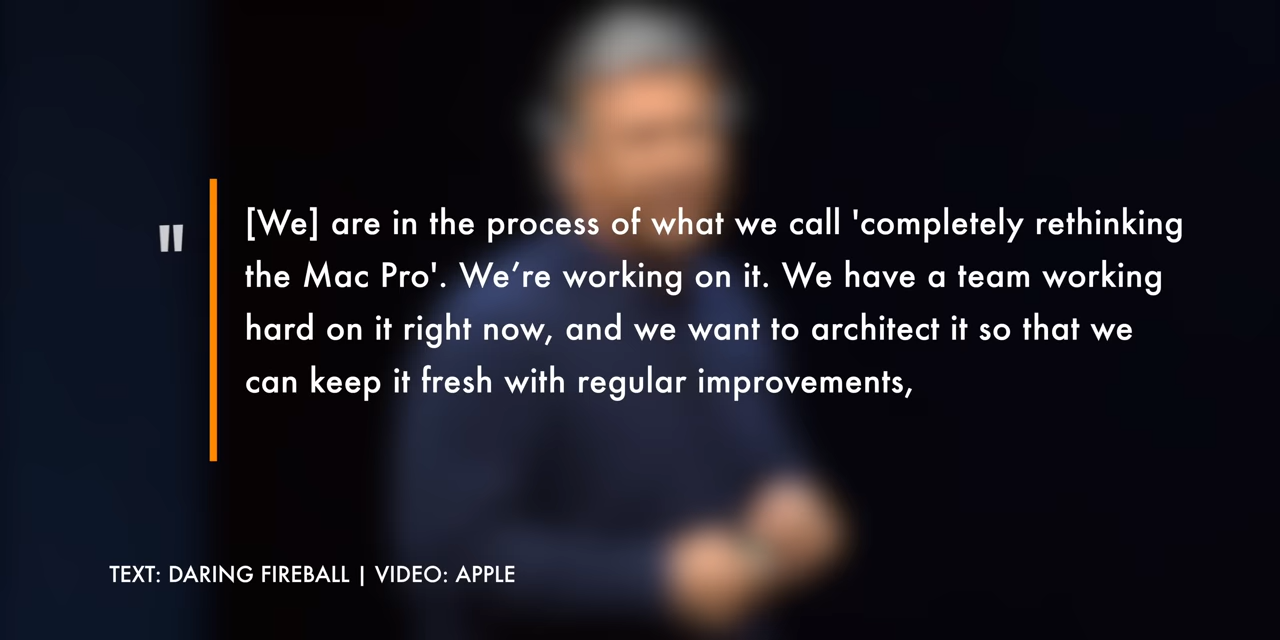 "
[We] are in the process of what we call 'completely rethinking
the Mac Pro'. We’re working on it. We have a team working
hard on it right now, and we want to architect it so that we
can keep it fresh with regular improvements,
TEXT: DARING FIREBALL | VIDEO: APPLE